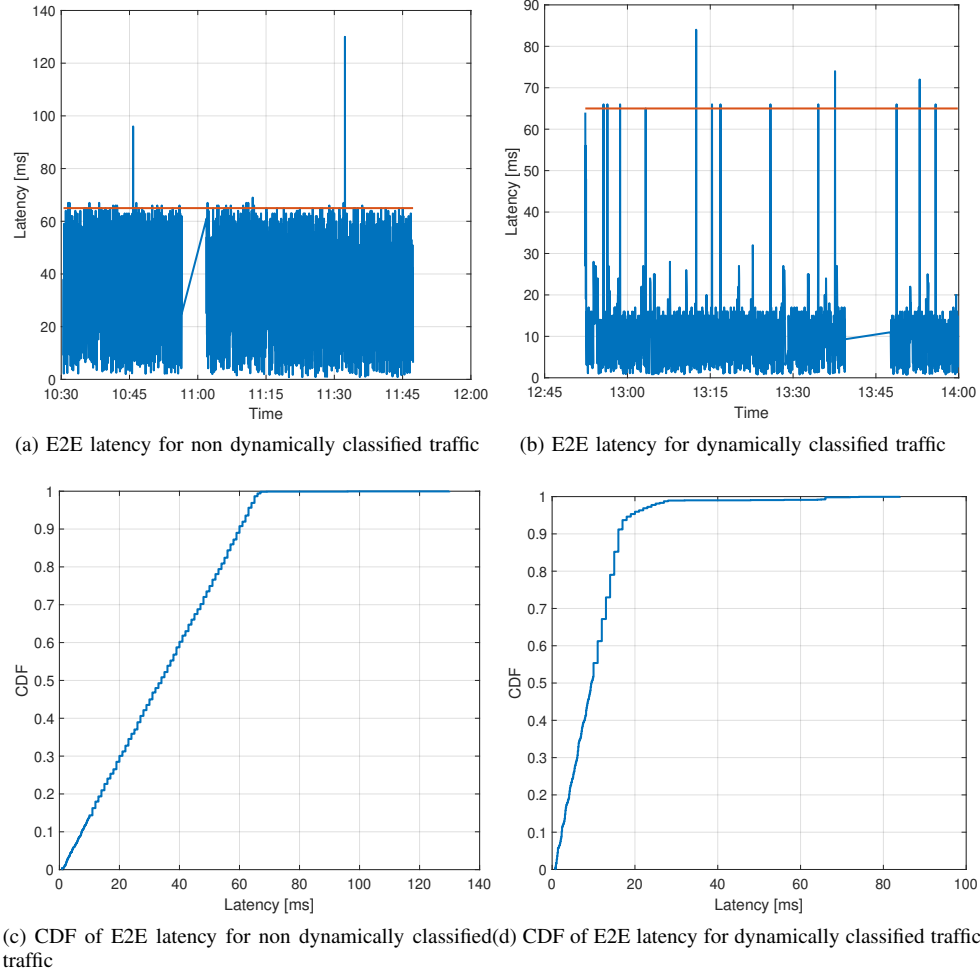 140
120
100
80
60
40
20
0
Latency [ms]
10:30 10:45 11:00 11:15 11:30 11:45 12:00
Time
(a) E2E latency for non dynamically classified traffic
90
80
70
60
50
40
30
20
10
0
Latency [ms]
12:45 13:00 13:15 13:30 13:45 14:00
Time
(b) E2E latency for dynamically classified traffic
1
0.9
0.8
0.7
0.6
0.5
0.4
0.3
0.2
0.1
0
CDF
0 20 40 60 80 100 120 140
Latency [ms]
(c) CDF of E2E latency for non dynamically classified
traffic
1
0.9
0.8
0.7
0.6
0.5
0.4
0.3
0.2
0.1
0
CDF
0 20 40 60 80 100
Latency [ms]
(d) CDF of E2E latency for dynamically classified traffic